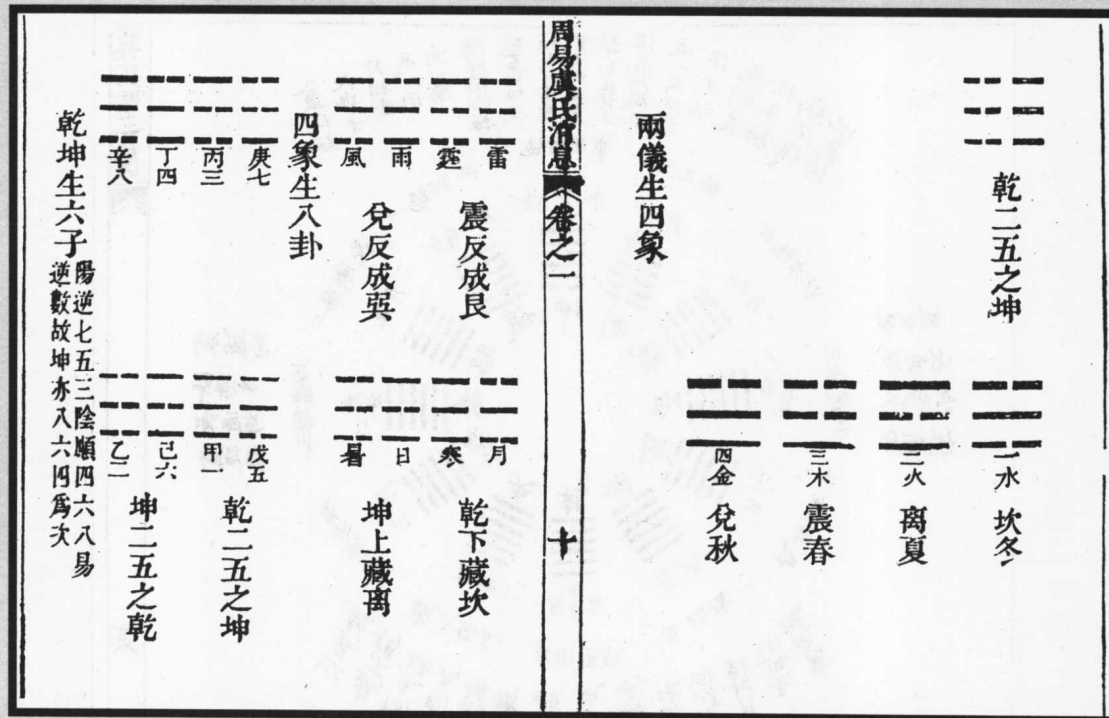 乾二五之坤
一水
坎冬
二火
离夏
三木
震春
四金
兌秋
兩儀生四象
周易虞氏消息
卷之一
十
雷
霆
雨
風
震反成艮
兌反成巽
月
寒
日
暑
乾下藏坎
坤上藏离
四象生八卦
庚七
丙三
丁四
辛八
戊五
甲一
己六
乙二
乾二五之坤
坤二五之乾
乾坤生六子
陽逆七五三陰順四六八易
逆數故坤亦八六四爲次